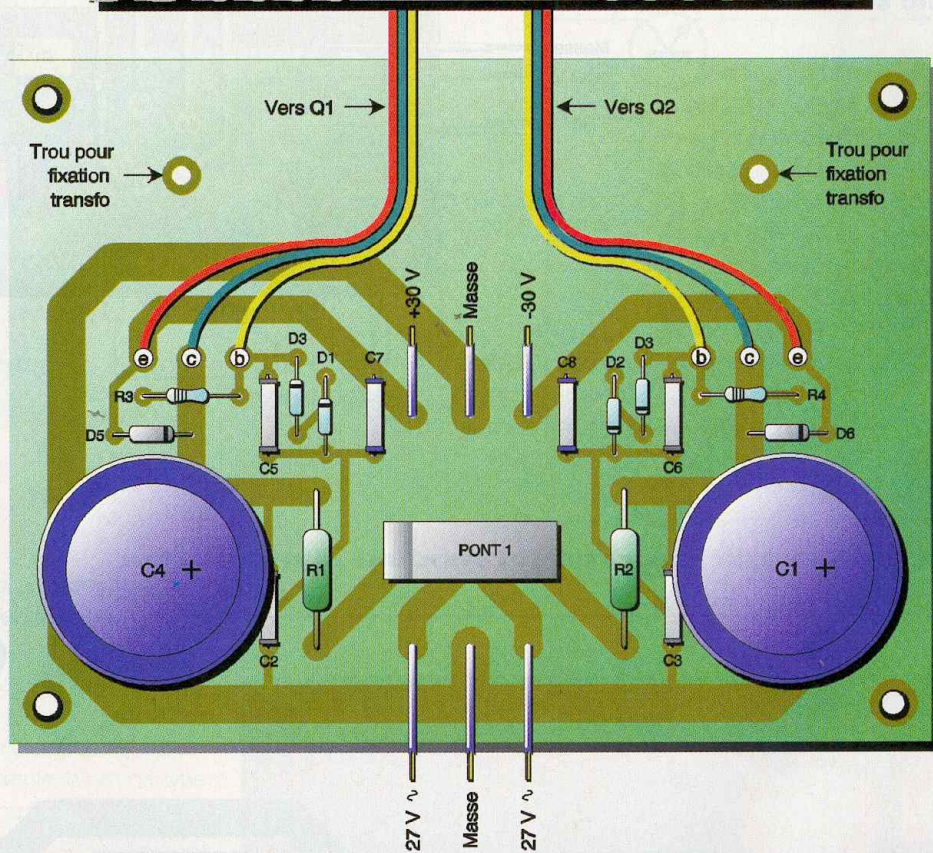 Vers Q1
Vers Q2
Trou pour
fixation
transfo
Trou pour
fixation
transfo
+30 V
Masse
-30 V
e
c
b
b
c
e
D3
D1
C7
C8
D2
D3
R3
R4
D5
D6
C5
C6
C4 +
R1
PONT 1
R2
C1 +
C2
C3
27 V ~
Masse
27 V ~